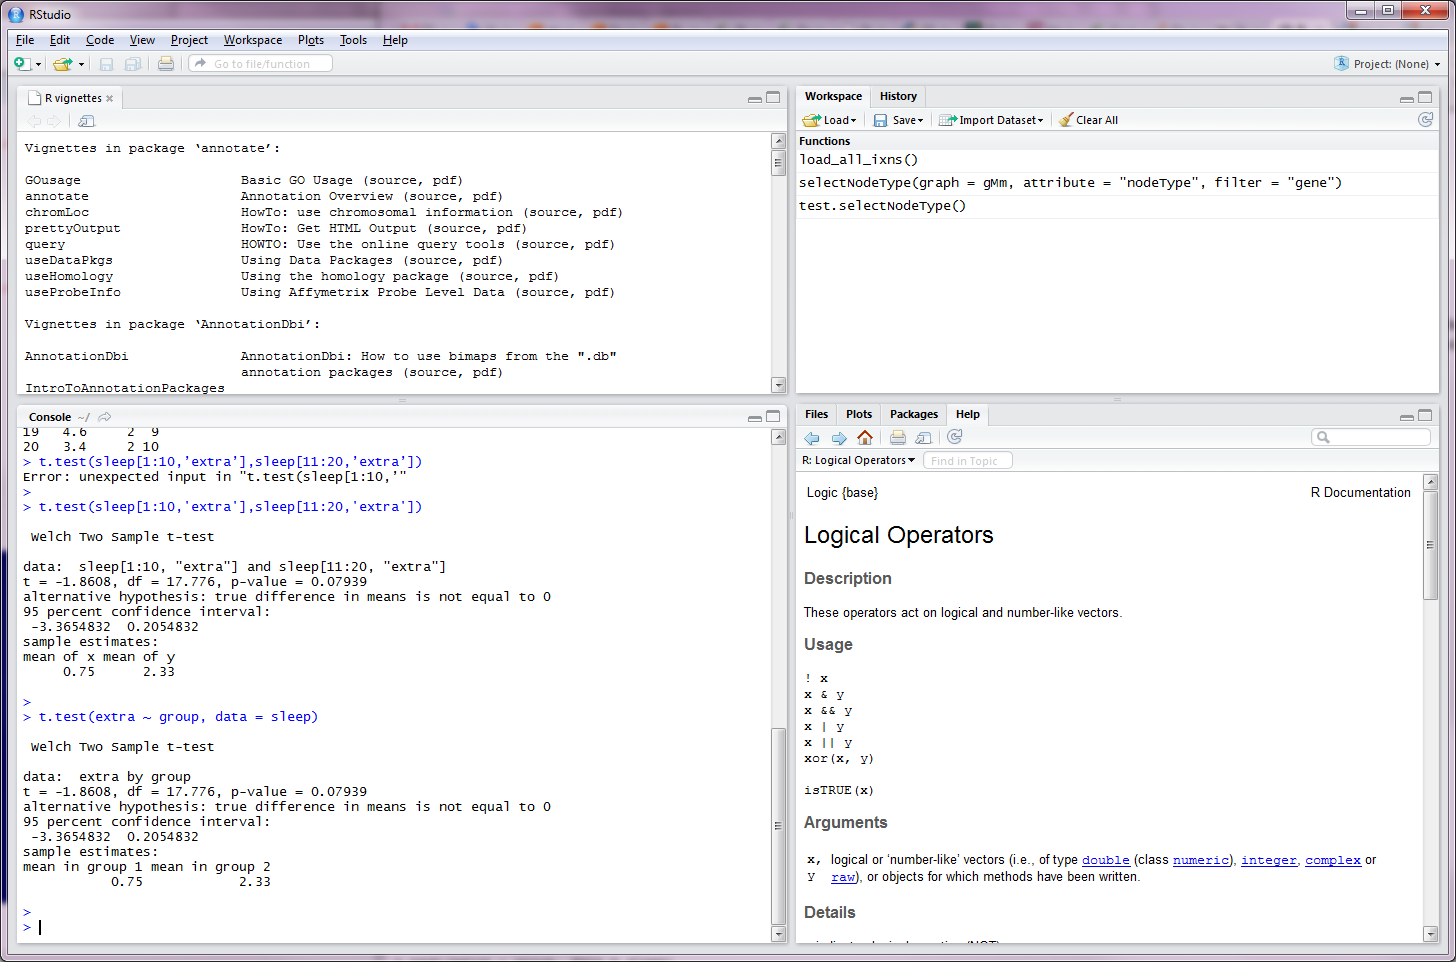 RStudio
File Edit Code View Project Workspace Plots Tools Help
Go to file/function
Project: (None)
R vignettes
Vignettes in package ‘annotate’:
GOusage Basic GO Usage (source, pdf)
annotate Annotation Overview (source, pdf)
chromLoc HowTo: use chromosomal information (source, pdf)
prettyOutput HowTo: Get HTML Output (source, pdf)
query HOWTO: Use the online query tools (source, pdf)
useDataPkgs Using Data Packages (source, pdf)
useHomology Using the homology package (source, pdf)
useProbeInfo Using Affymetrix Probe Level Data (source, pdf)
Vignettes in package ‘AnnotationDbi’:
AnnotationDbi AnnotationDbi: How to use bimaps from the ".db"
annotation packages (source, pdf)
IntroToAnnotationPackages
Workspace History
Load Save Import Dataset Clear All
Functions
load_all_ixns()
selectNodeType(graph = gMm, attribute = "nodeType", filter = "gene")
test.selectNodeType()
Console ~/
19 4.6 2 9
20 3.4 2 10
> t.test(sleep[1:10,’extra’],sleep[11:20,’extra’])
Error: unexpected input in "t.test(sleep[1:10,’"
>
> t.test(sleep[1:10,'extra'],sleep[11:20,'extra'])
Welch Two Sample t-test
data: sleep[1:10, "extra"] and sleep[11:20, "extra"]
t = -1.8608, df = 17.776, p-value = 0.07939
alternative hypothesis: true difference in means is not equal to 0
95 percent confidence interval:
-3.3654832 0.2054832
sample estimates:
mean of x mean of y
0.75 2.33
>
> t.test(extra ~ group, data = sleep)
Welch Two Sample t-test
data: extra by group
t = -1.8608, df = 17.776, p-value = 0.07939
alternative hypothesis: true difference in means is not equal to 0
95 percent confidence interval:
-3.3654832 0.2054832
sample estimates:
mean in group 1 mean in group 2
0.75 2.33
>
>
Files Plots Packages Help
R: Logical Operators Find in Topic
Logic {base} R Documentation
Logical Operators
Description
These operators act on logical and number-like vectors.
Usage
! x
x & y
x && y
x | y
x || y
xor(x, y)
isTRUE(x)
Arguments
x, logical or ‘number-like’ vectors (i.e., of type double (class numeric), integer, complex or
y raw), or objects for which methods have been written.
Details